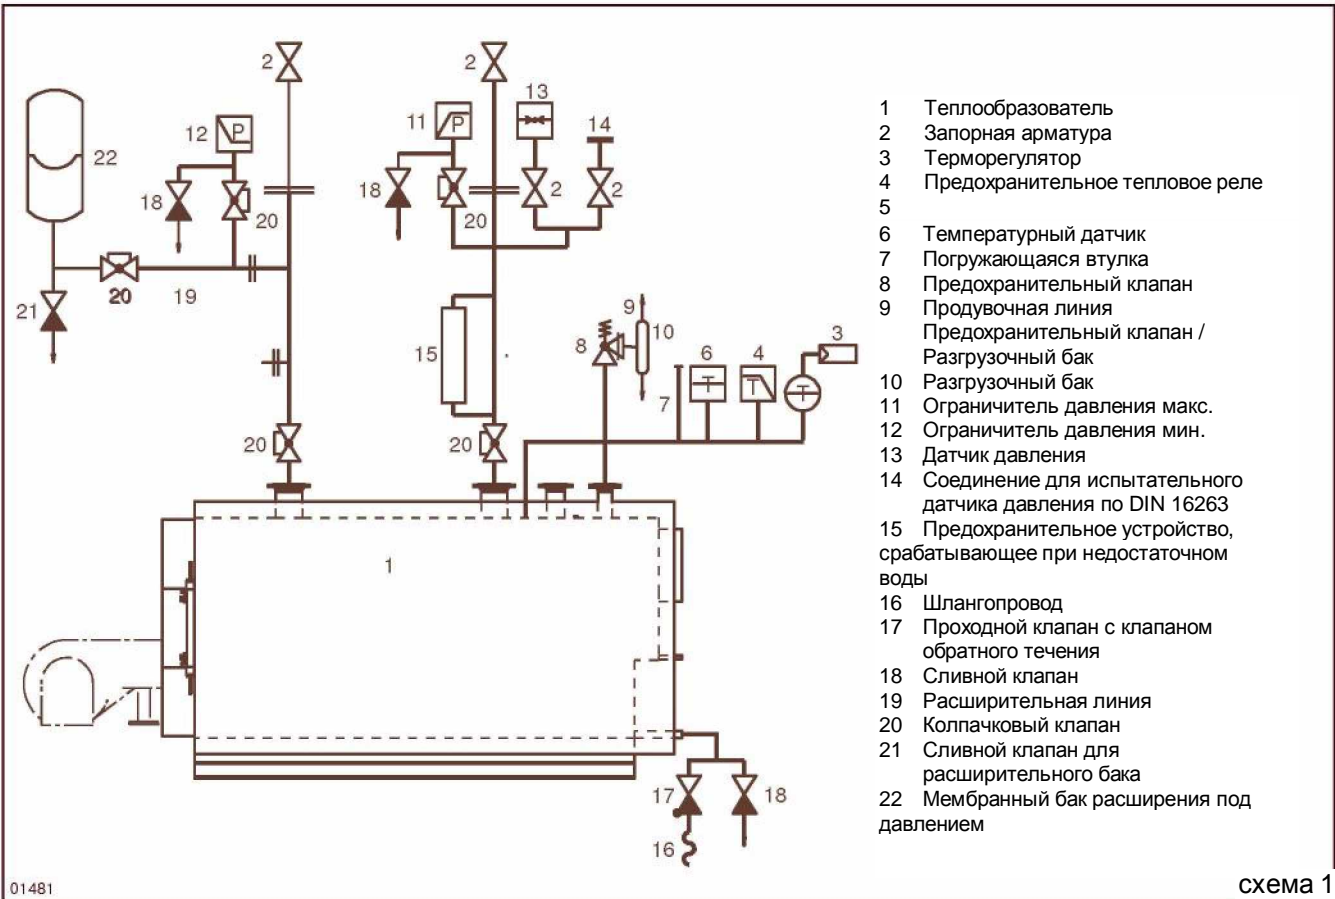 2
2
13
12
P
11
P
14
22
18
20
18
2
2
20
20
19
21
9
10
3
15
8
6
4
T
T
T
7
20
20
1
17
18
16
01481
1 Теплообразователь
2 Запорная арматура
3 Терморегулятор
4 Предохранительное тепловое реле
5
6 Температурный датчик
7 Погружающаяся втулка
8 Предохранительный клапан
9 Продувочная линия
Предохранительный клапан /
Разгрузочный бак
10 Разгрузочный бак
11 Ограничитель давления макс.
12 Ограничитель давления мин.
13 Датчик давления
14 Соединение для испытательного
датчика давления по DIN 16263
15 Предохранительное устройство,
срабатывающее при недостаточном
воды
16 Шлангопровод
17 Проходной клапан с клапаном
обратного течения
18 Сливной клапан
19 Расширительная линия
20 Колпачковый клапан
21 Сливной клапан для
расширительного бака
22 Мембранный бак расширения под
давлением
схема 1